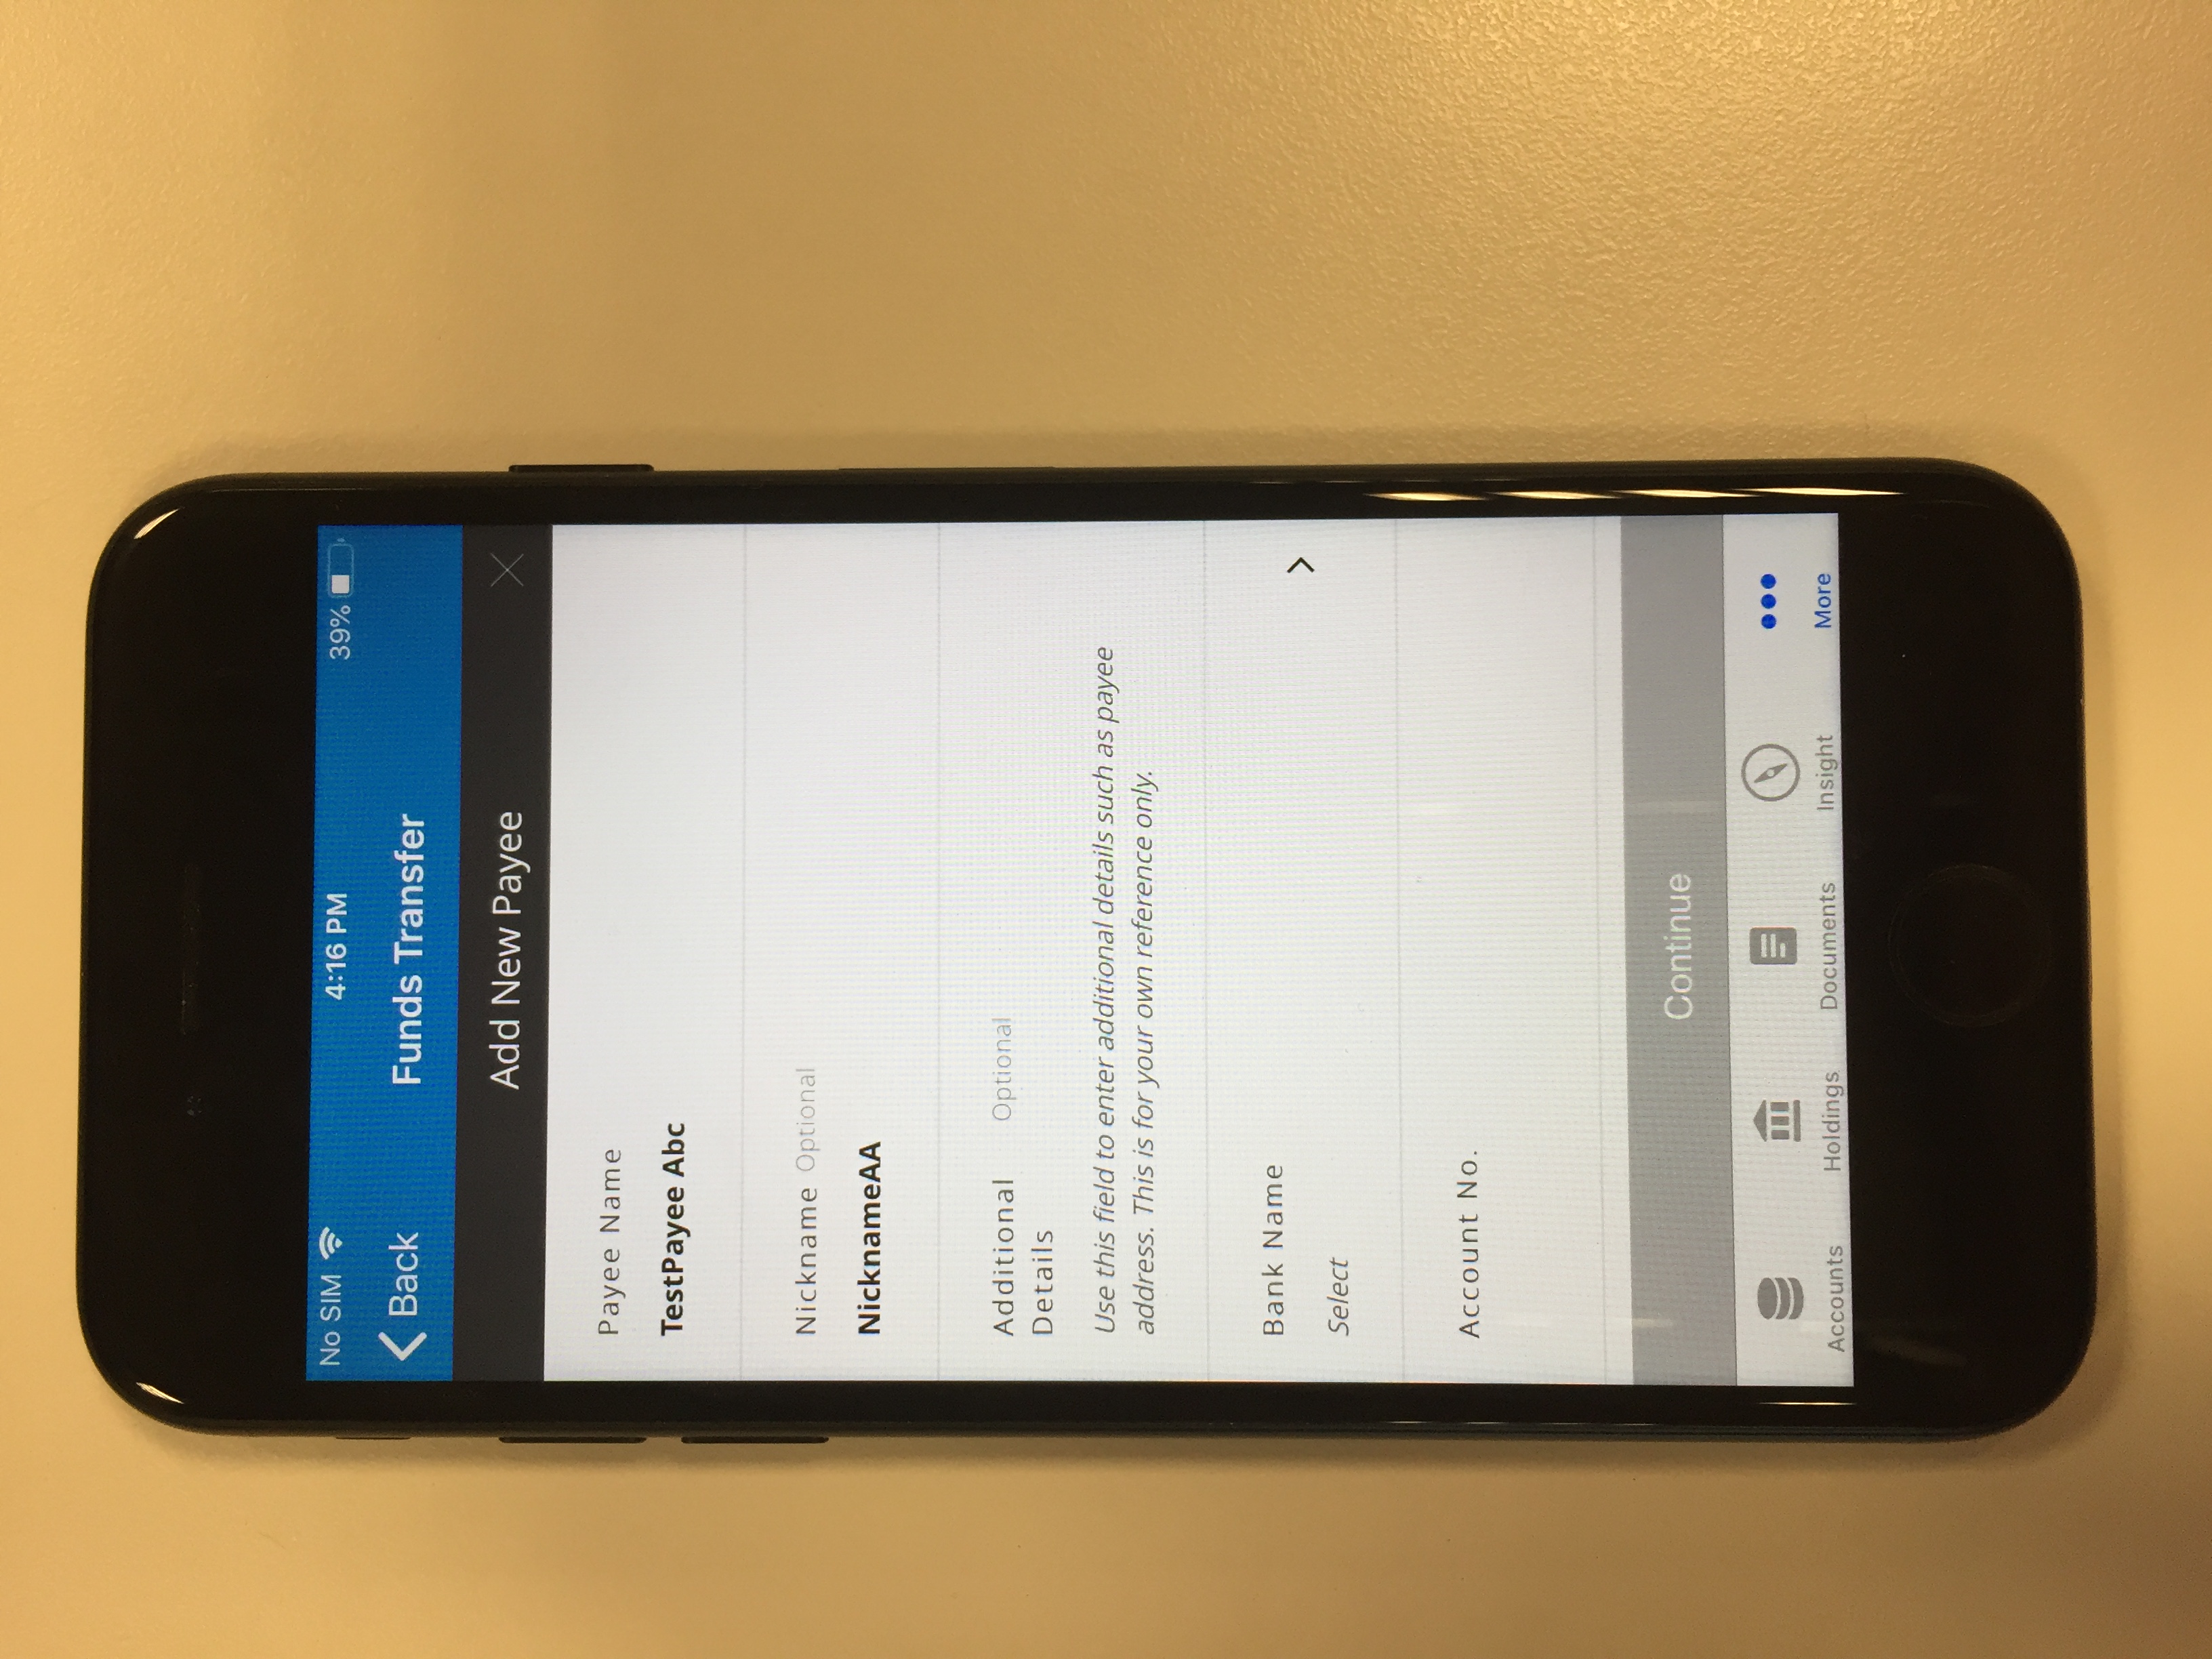 No SIM 4:16 PM 39%
Back Funds Transfer
Add New Payee
Payee Name
TestPayee Abc
Nickname Optional
NicknameAA
Additional Optional
Details
Use this field to enter additional details such as payee
address. This is for your own reference only.
Bank Name
Select
Account No.
Continue
Accounts Holdings Documents Insight More